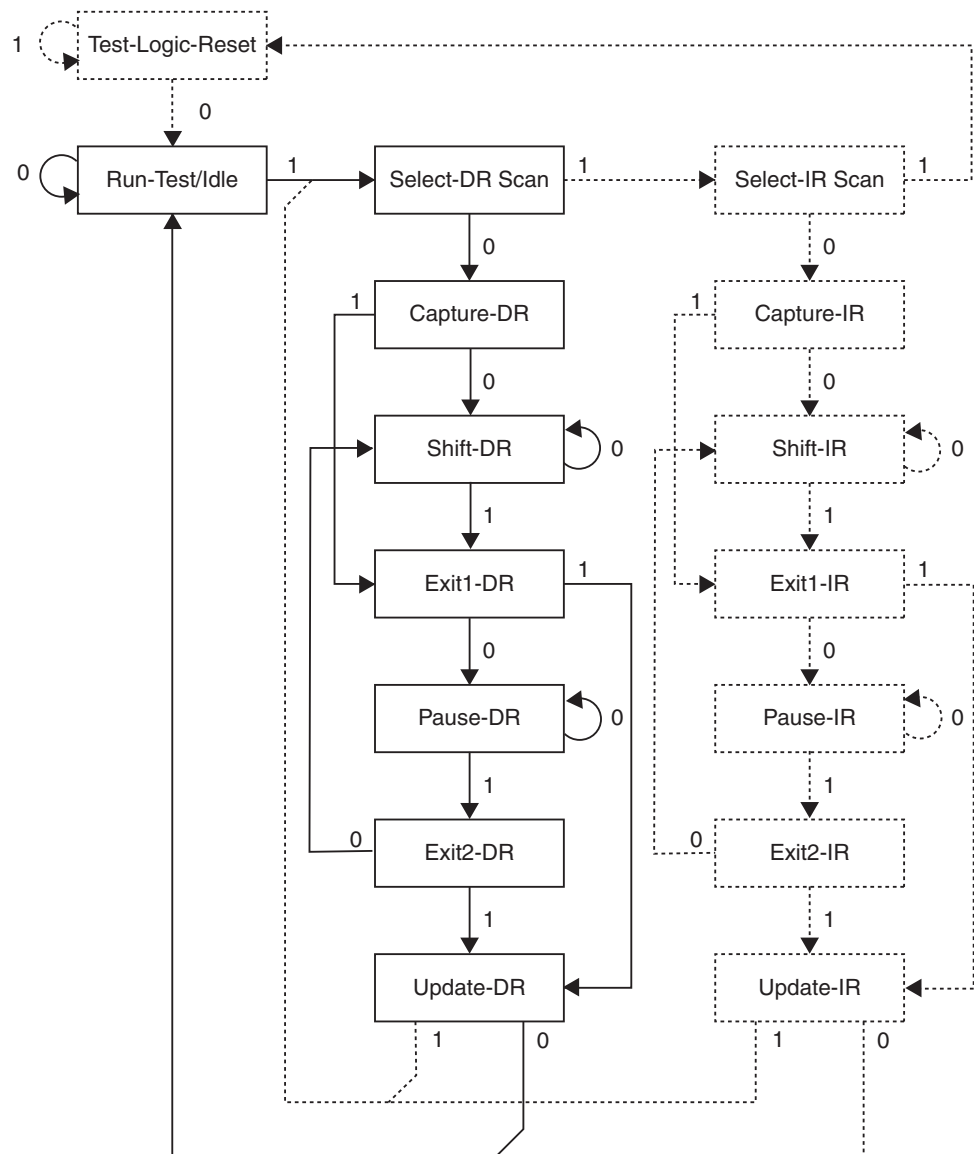 1
Test-Logic-Reset
0
0
Run-Test/Idle
1
Select-DR Scan
1
Select-IR Scan
1
0
0
1
Capture-DR
1
Capture-IR
0
0
Shift-DR
0
Shift-IR
0
1
1
Exit1-DR
1
Exit1-IR
1
0
0
Pause-DR
0
Pause-IR
0
1
1
0
Exit2-DR
0
Exit2-IR
1
1
Update-DR
Update-IR
1
0
1
0